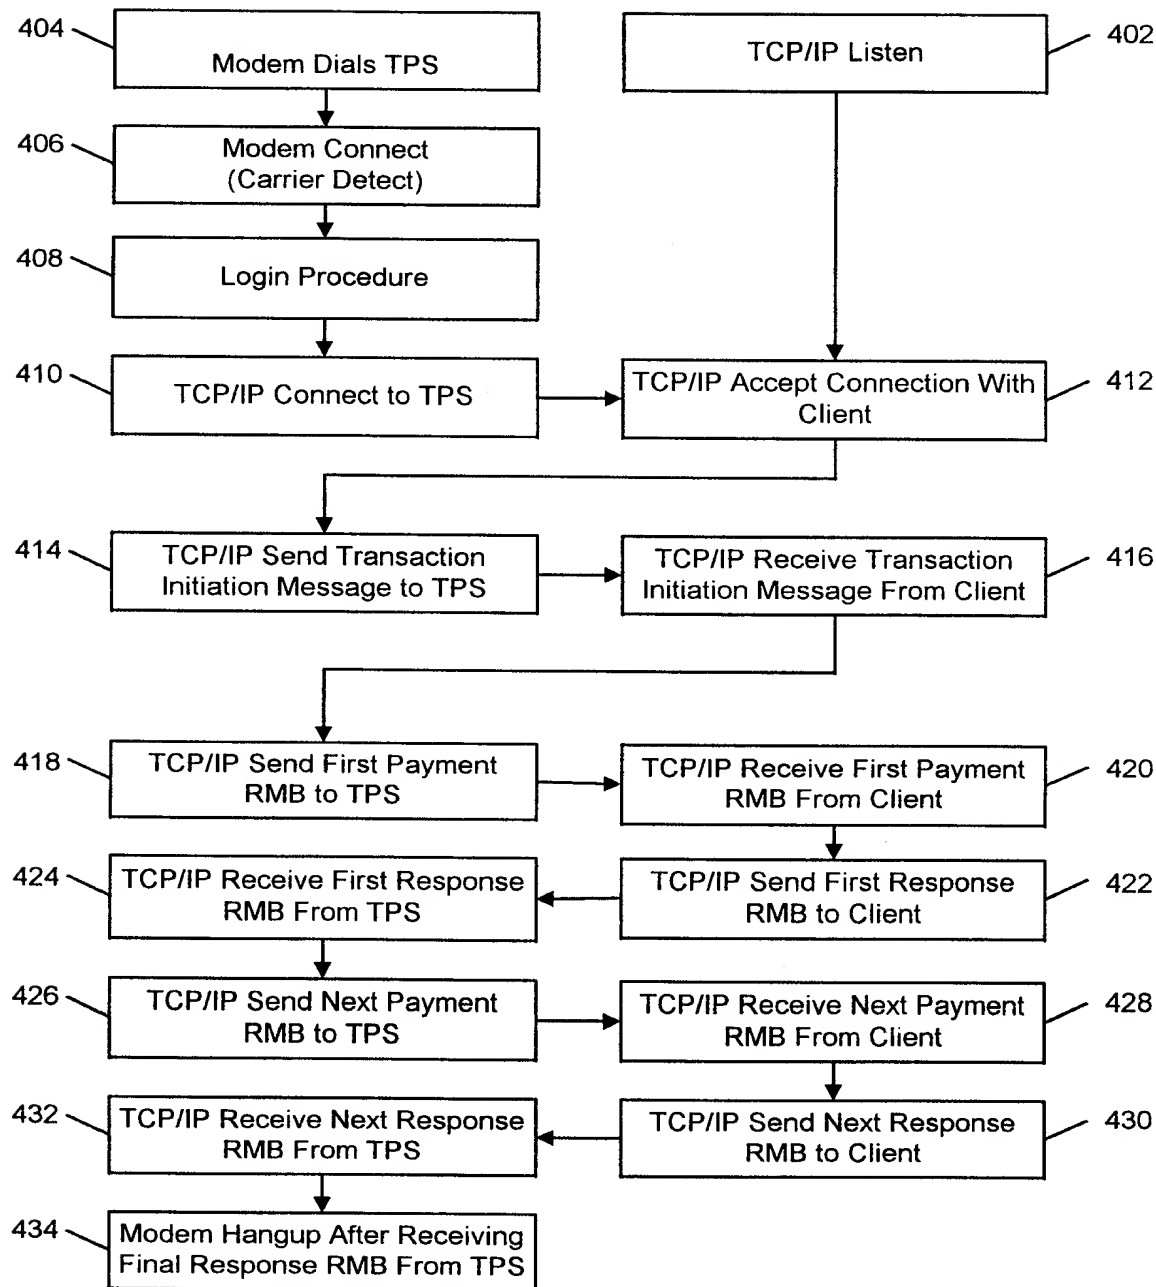 404
Modem Dials TPS
TCP/IP Listen
402
406
Modem Connect
(Carrier Detect)
408
Login Procedure
410
TCP/IP Connect to TPS
TCP/IP Accept Connection With
Client
412
414
TCP/IP Send Transaction
Initiation Message to TPS
TCP/IP Receive Transaction
Initiation Message From Client
416
418
TCP/IP Send First Payment
RMB to TPS
TCP/IP Receive First Payment
RMB From Client
420
424
TCP/IP Receive First Response
RMB From TPS
TCP/IP Send First Response
RMB to Client
422
426
TCP/IP Send Next Payment
RMB to TPS
TCP/IP Receive Next Payment
RMB From Client
428
432
TCP/IP Receive Next Response
RMB From TPS
TCP/IP Send Next Response
RMB to Client
430
434
Modem Hangup After Receiving
Final Response RMB From TPS